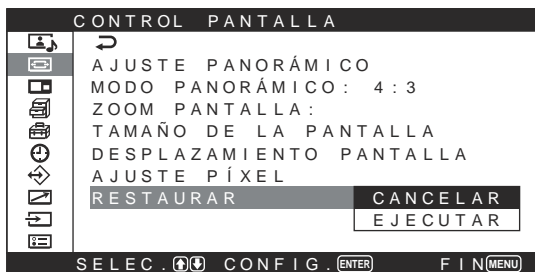 CONTROL PANTALLA
AJUSTE PANORÁMICO
MODO PANORÁMICO: 4:3
ZOOM PANTALLA:
TAMAÑO DE LA PANTALLA
DESPLAZAMIENTO PANTALLA
AJUSTE PÍXEL
RESTAURAR CANCELAR
EJECUTAR
SELEC. CONFIG. ENTER FIN MENU